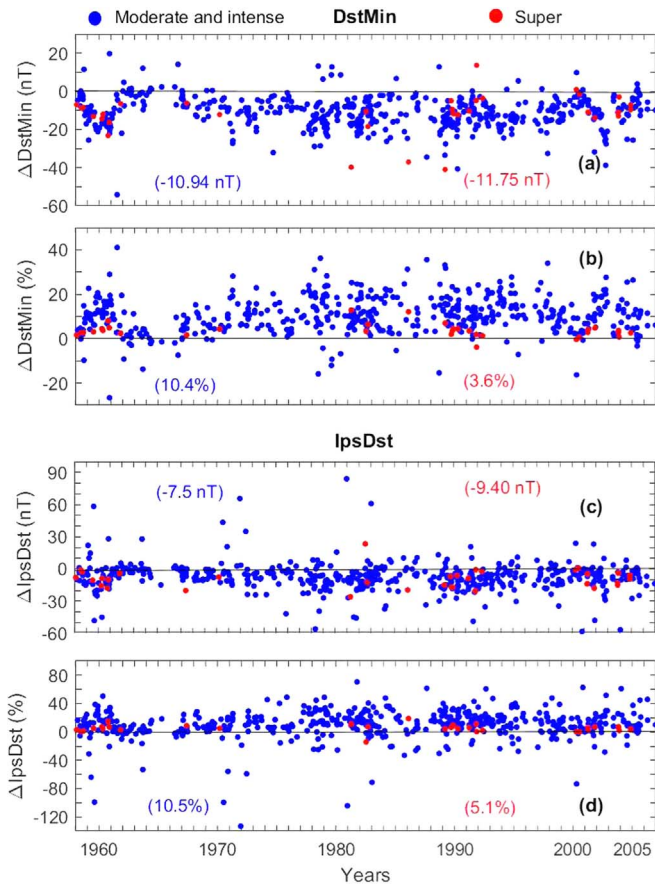 Moderate and intense DstMin Super
20
0
-20
-40
-60
ΔDstMin (nT)
(a)
(-10.94 nT) (-11.75 nT)
40
20
0
-20
ΔDstMin (%)
(b)
(10.4%) (3.6%)
IpsDst
90
60
30
0
-30
-60
ΔIpsDst (nT)
(-7.5 nT) (-9.40 nT)
(c)
80
40
0
-40
-80
-120
ΔIpsDst (%)
(10.5%) (5.1%) (d)
1960 1970 1980 1990 2000 2005
Years